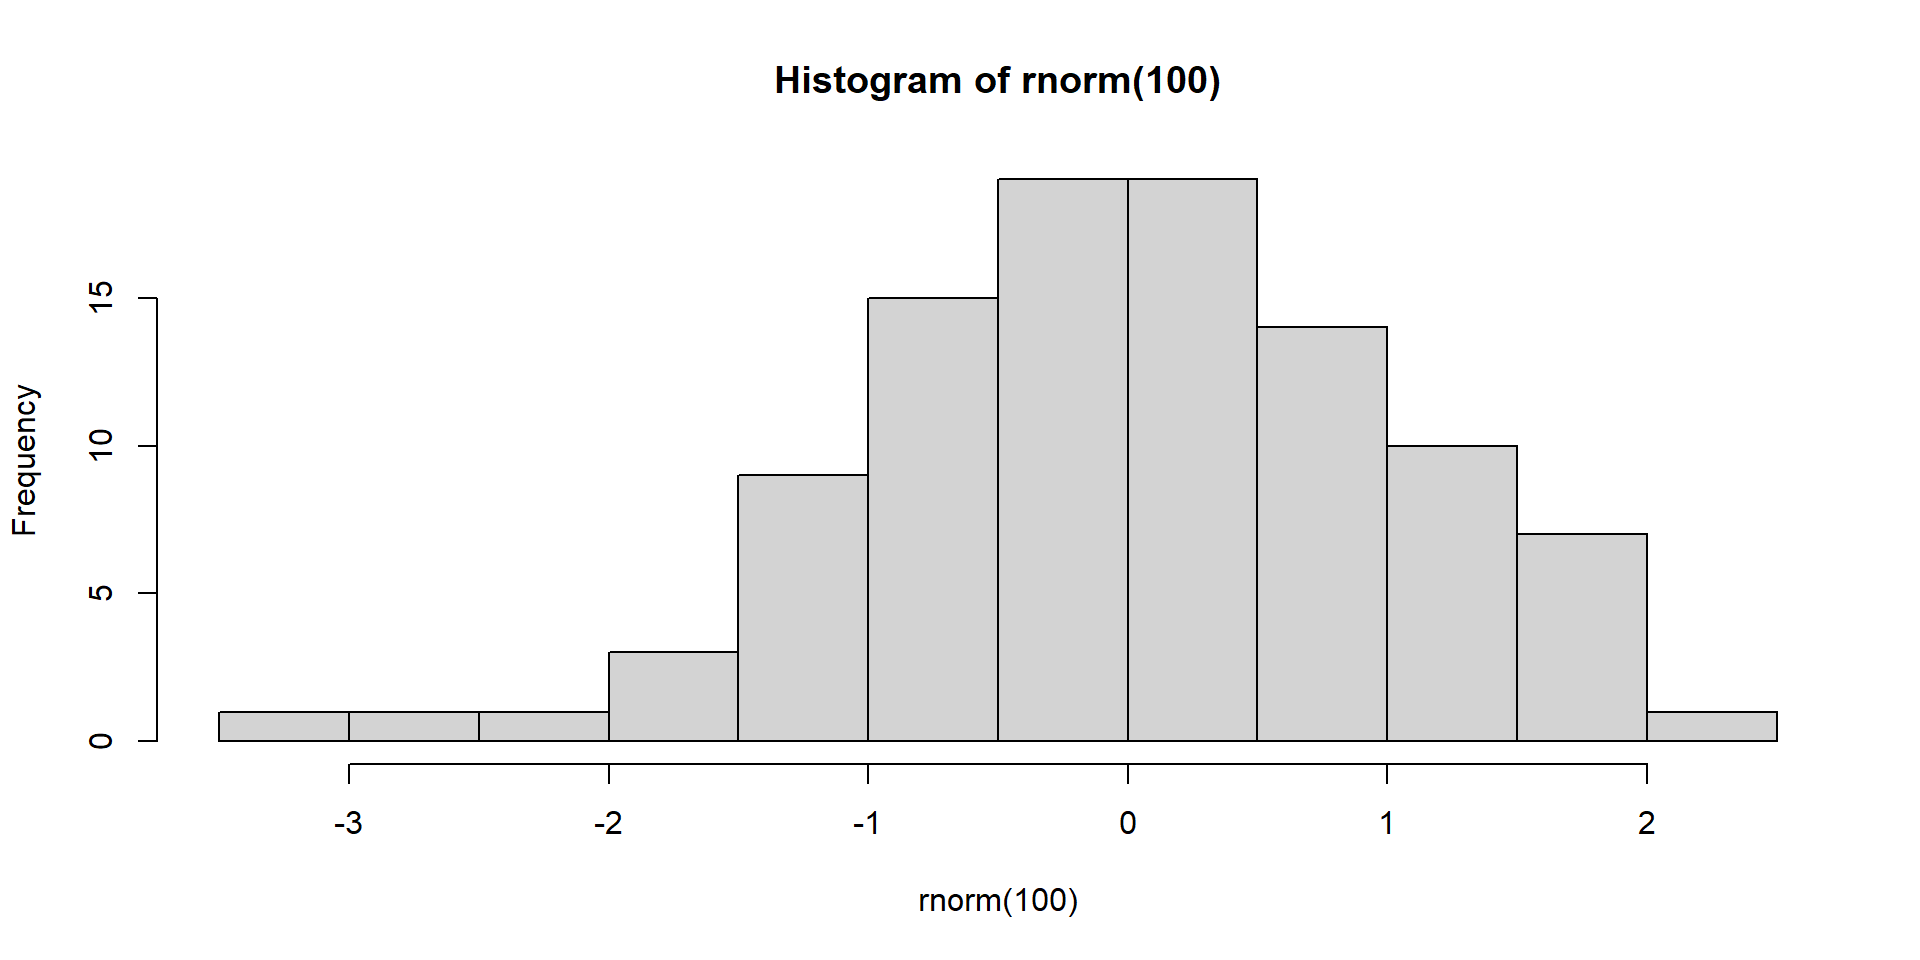 Histogram of rnorm(100)
Frequency
15
10
5
0
-3 -2 -1 0 1 2
rnorm(100)